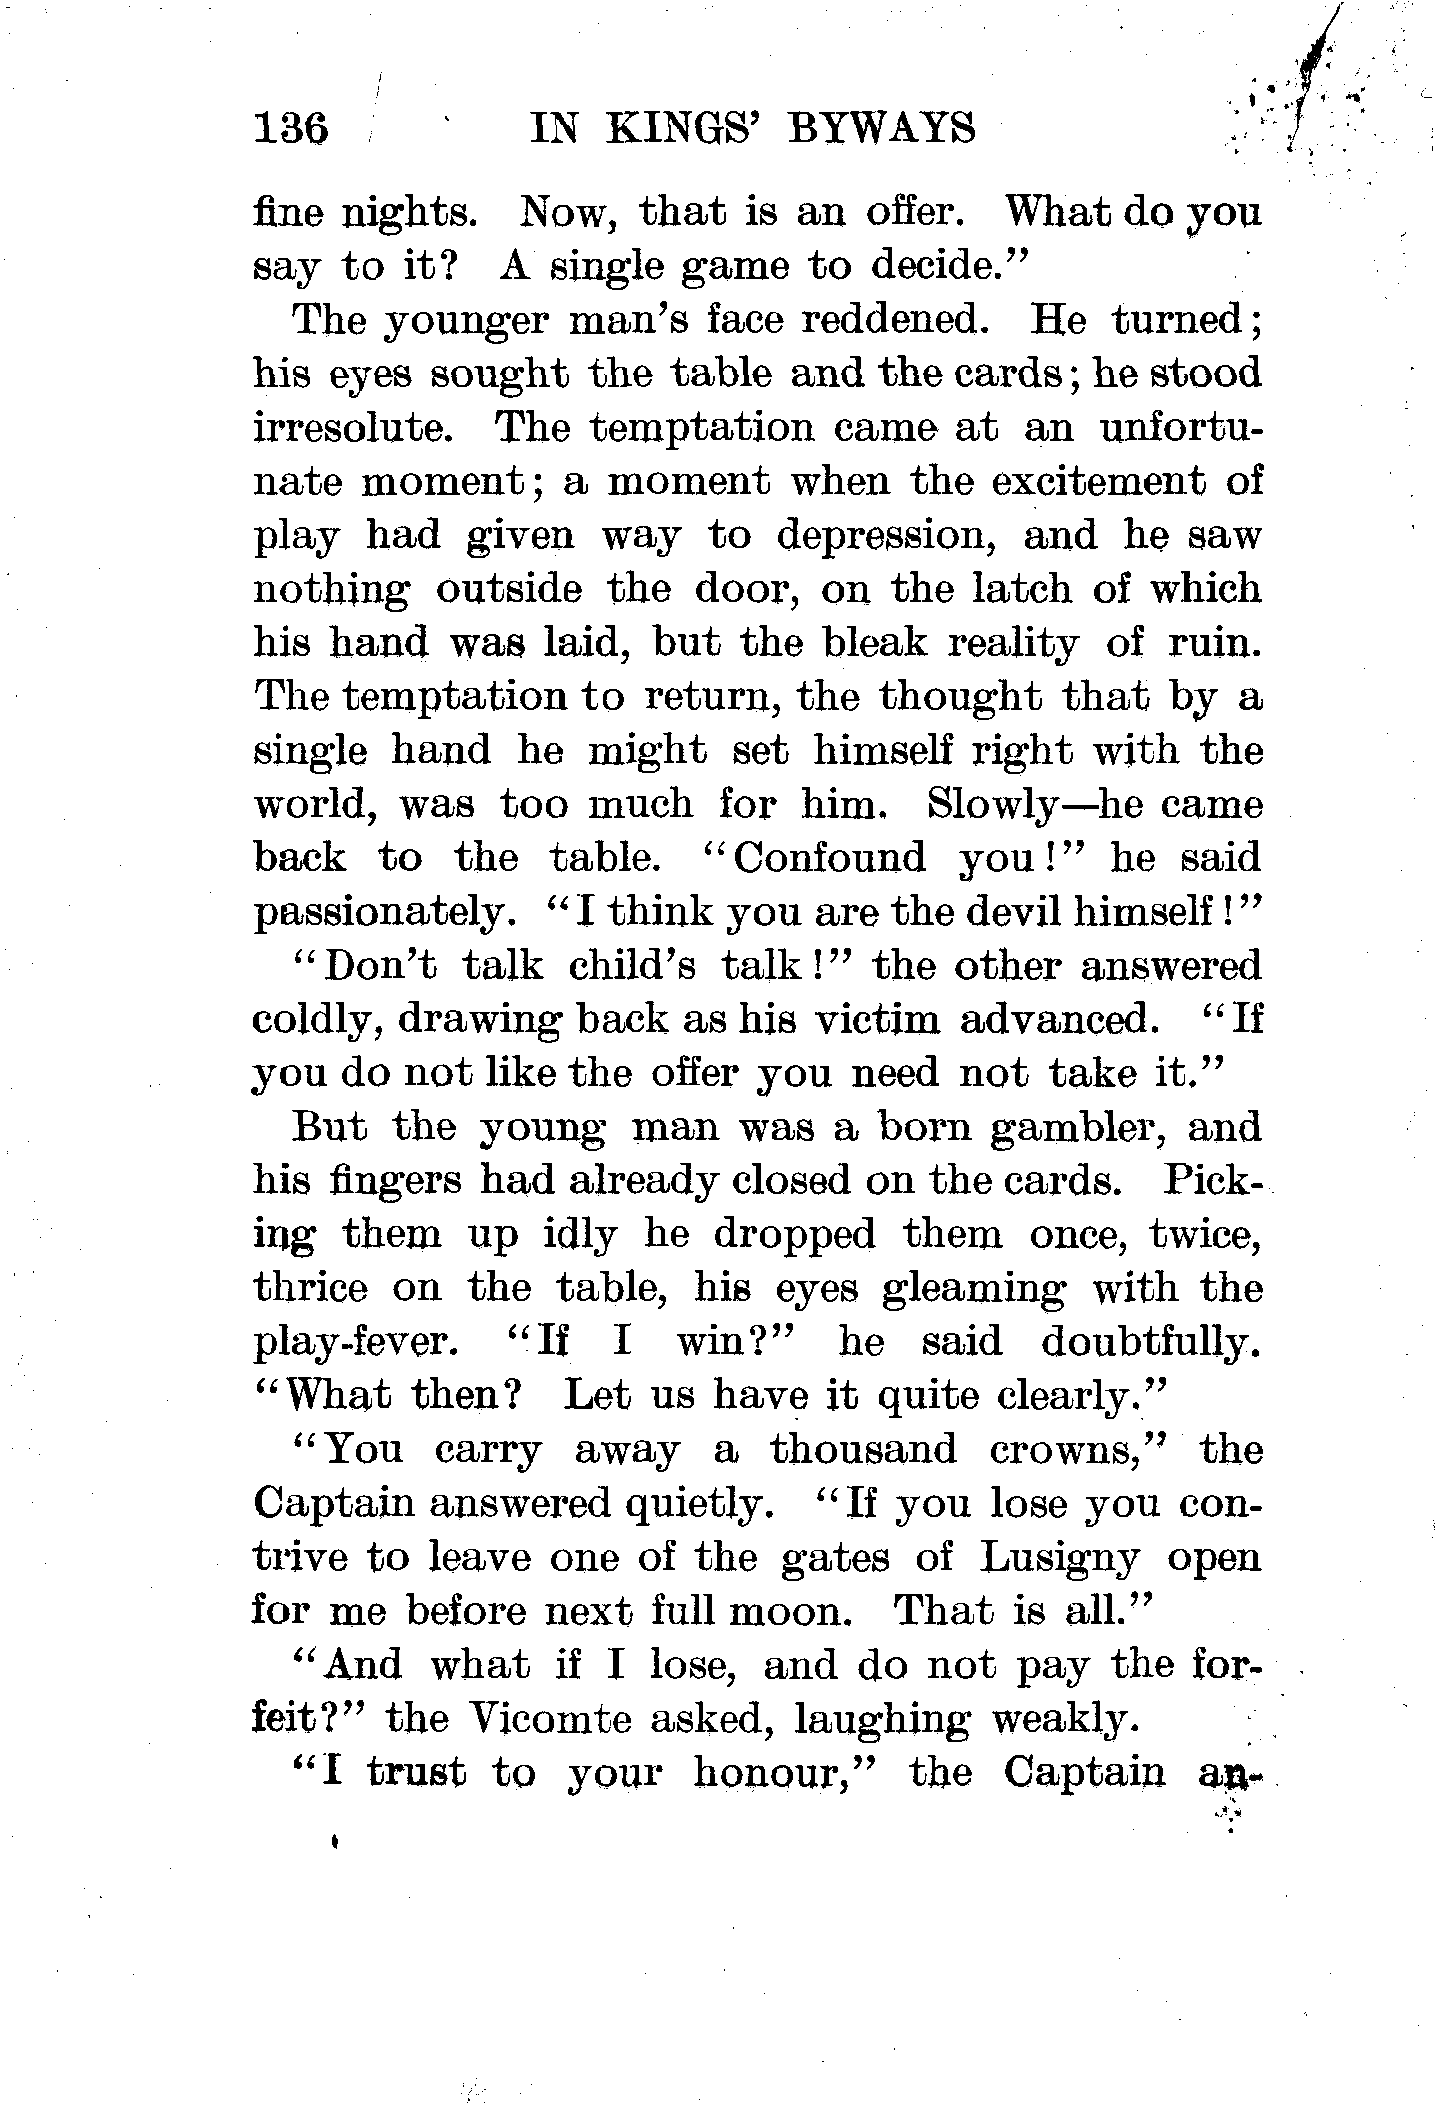 136 IN KINGS' BYWAYS
fine nights. Now, that is an offer. What do you
say to it? A single game to decide."
The younger man's face reddened. He turned;
his eyes sought the table and the cards; he stood
irresolute. The temptation came at an unfortu-
nate moment; a moment when the excitement of
play had given way to depression, and he saw
nothing outside the door, on the latch of which
his hand was laid, but the bleak reality of ruin.
The temptation to return, the thought that by a
single hand he might set himself right with the
world, was too much for him. Slowly—he came
back to the table. "Confound you!" he said
passionately. "I think you are the devil himself!"
"Don't talk child's talk!" the other answered
coldly, drawing back as his victim advanced. "If
you do not like the offer you need not take it."
But the young man was a born gambler, and
his fingers had already closed on the cards. Pick-
ing them up idly he dropped them once, twice,
thrice on the table, his eyes gleaming with the
play-fever. "If I win?" he said doubtfully.
"What then? Let us have it quite clearly."
"You carry away a thousand crowns," the
Captain answered quietly. "If you lose you con-
trive to leave one of the gates of Lusigny open
for me before next full moon. That is all."
"And what if I lose, and do not pay the for-
feit?" the Vicomte asked, laughing weakly.
"I trust to your honour," the Captain an-